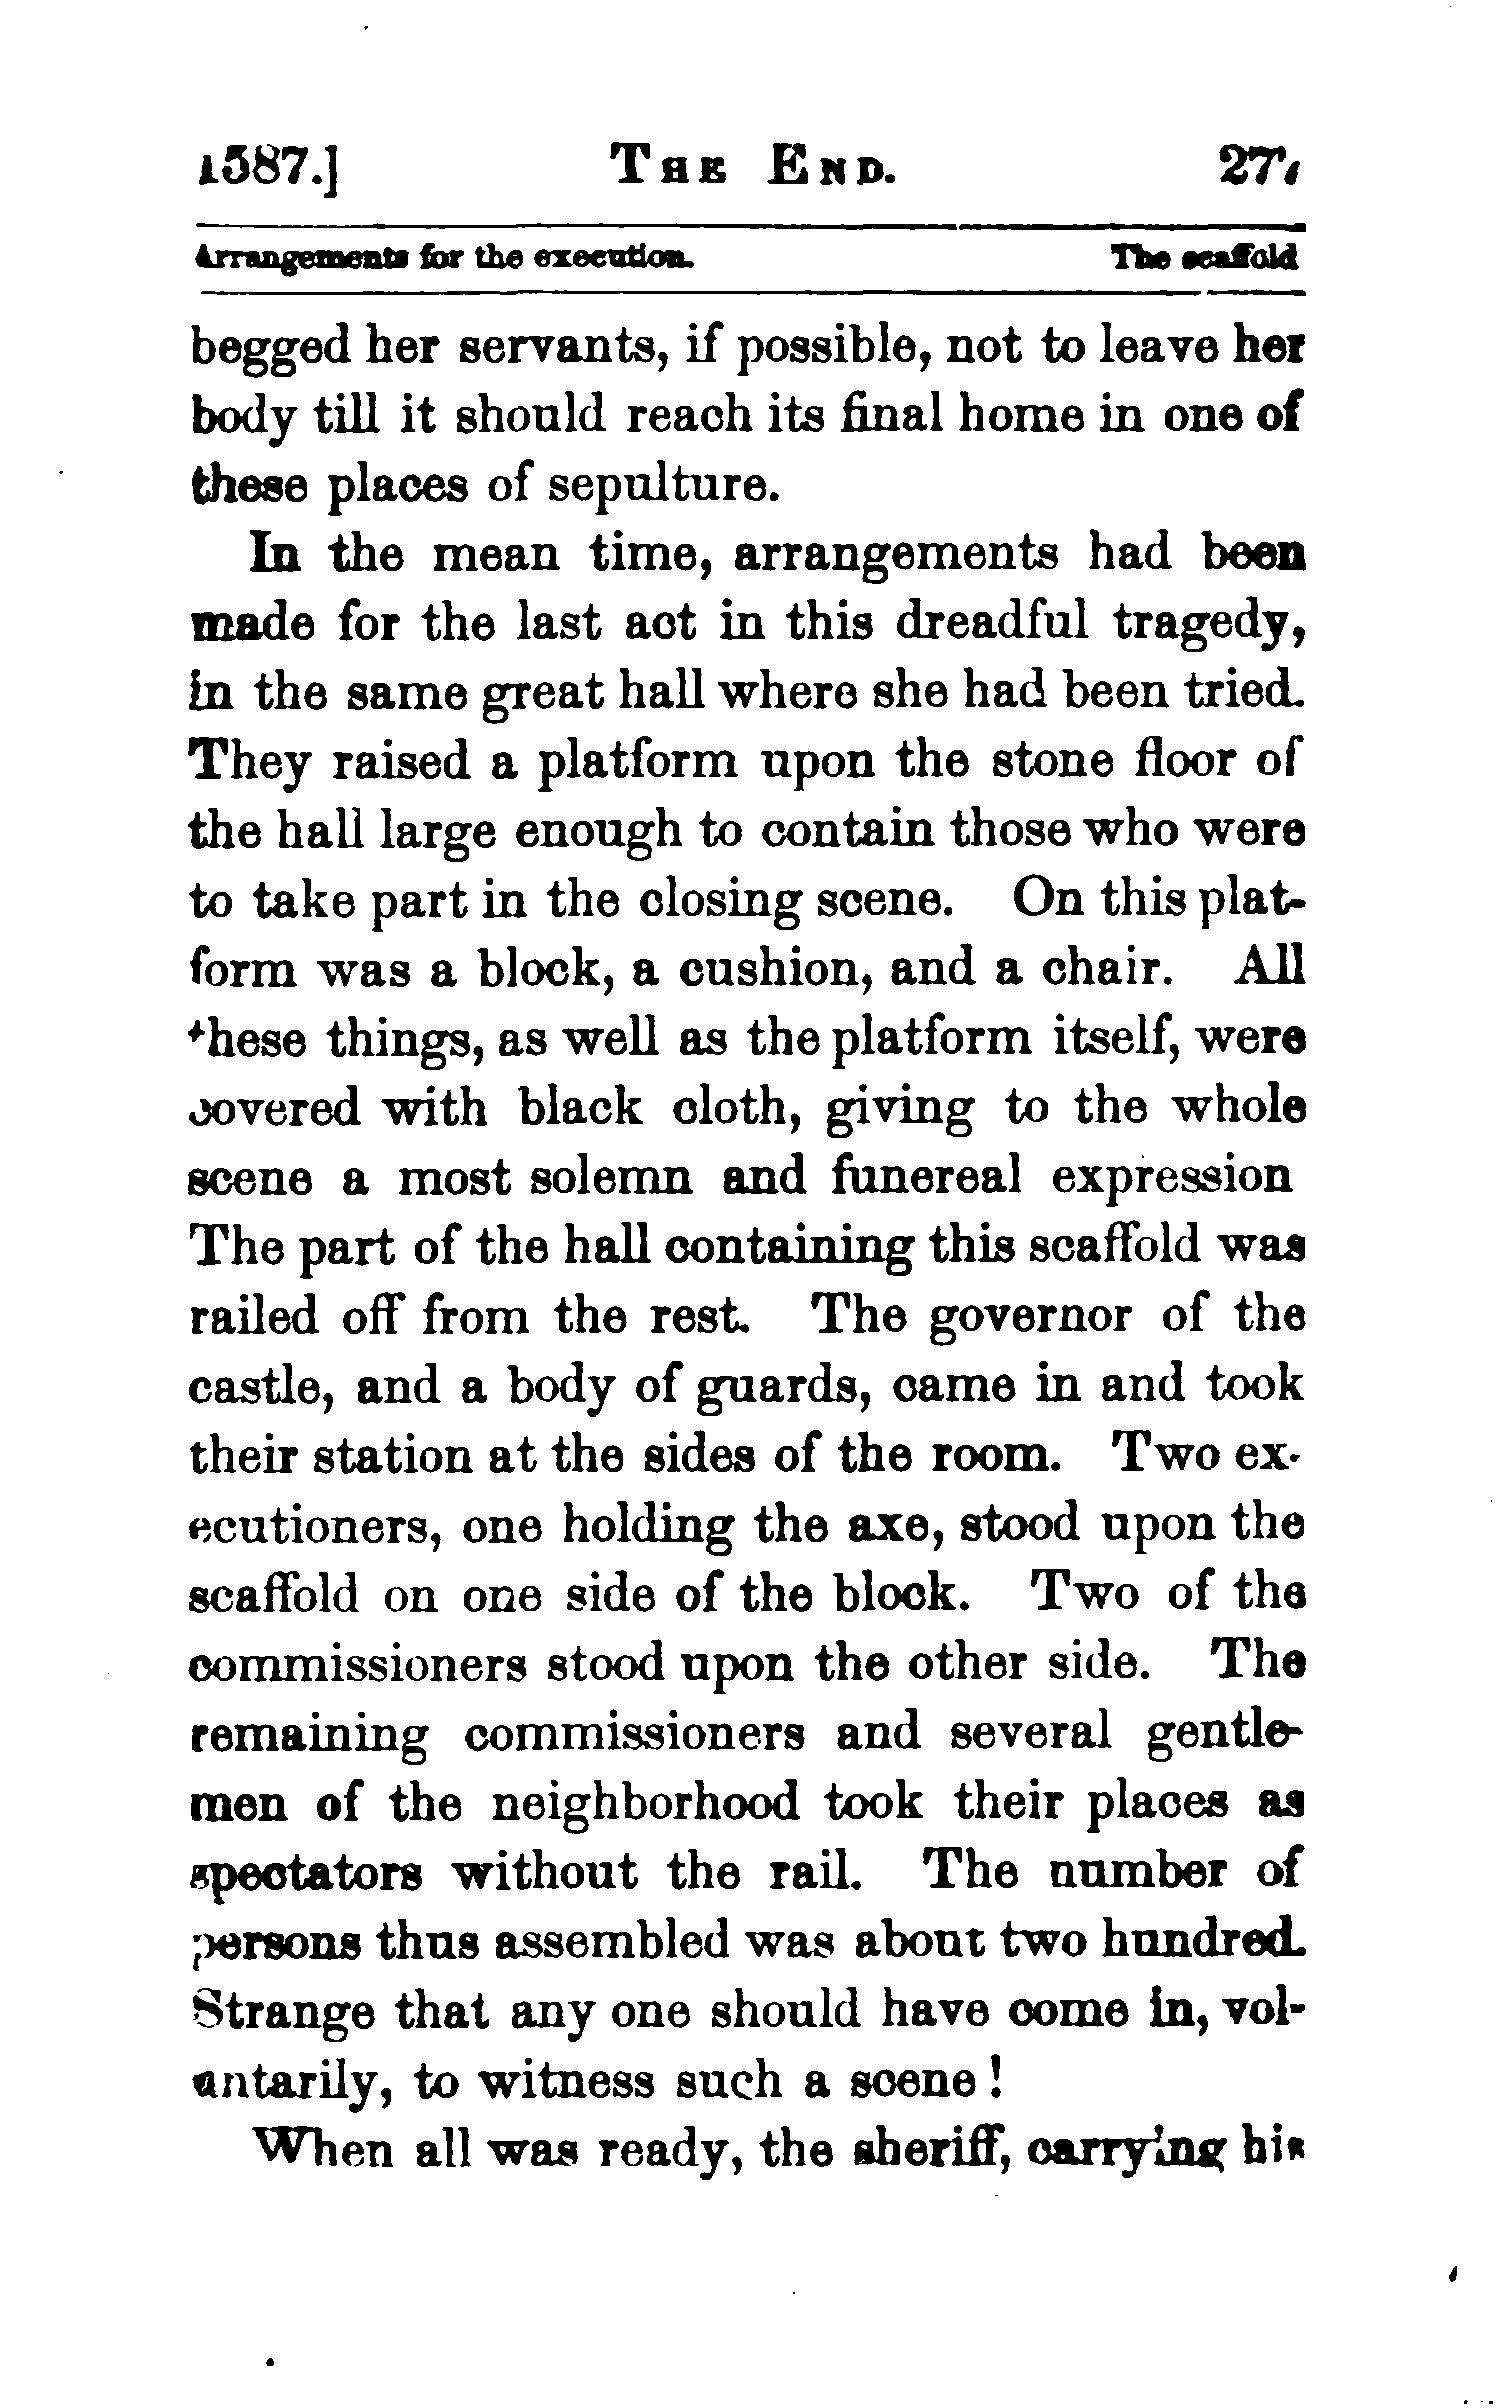 1587.] The End. 277
Arrangements for the execution. The scaffold
begged her servants, if possible, not to leave her
body till it should reach its final home in one of
these places of sepulture.
In the mean time, arrangements had been
made for the last act in this dreadful tragedy,
in the same great hall where she had been tried.
They raised a platform upon the stone floor of
the hall large enough to contain those who were
to take part in the closing scene. On this plat-
form was a block, a cushion, and a chair. All
these things, as well as the platform itself, were
covered with black cloth, giving to the whole
scene a most solemn and funereal expression
The part of the hall containing this scaffold was
railed off from the rest. The governor of the
castle, and a body of guards, came in and took
their station at the sides of the room. Two ex-
ecutioners, one holding the axe, stood upon the
scaffold on one side of the block. Two of the
commissioners stood upon the other side. The
remaining commissioners and several gentle-
men of the neighborhood took their places as
spectators without the rail. The number of
persons thus assembled was about two hundred.
Strange that any one should have come in, vol-
untarily, to witness such a scene!
When all was ready, the sheriff, carrying his